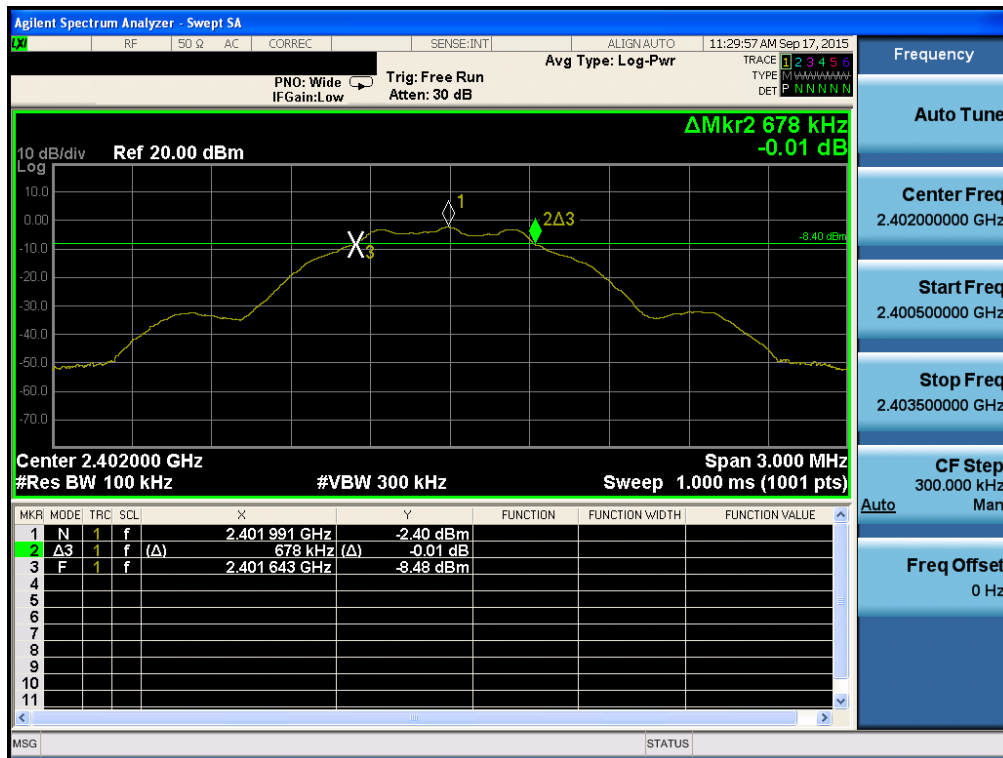 Agilent Spectrum Analyzer - Swept SA
LXI RF 50 Ω AC CORREC SENSE:INT ALIGN AUTO 11:29:57 AM Sep 17, 2015
Avg Type: Log-Pwr TRACE 1 2 3 4 5 6
PNO: Wide Trig: Free Run TYPE M
IFGain:Low Atten: 30 dB DET P N N N N N
ΔMkr2 678 kHz
-0.01 dB
10 dB/div Ref 20.00 dBm
Log
10.0
0.00
-10.0
-20.0
-30.0
-40.0
-50.0
-60.0
-70.0
1
2Δ3
3
-8.40 dBm
Center 2.402000 GHz Span 3.000 MHz
#Res BW 100 kHz #VBW 300 kHz Sweep 1.000 ms (1001 pts)
MKR MODE TRC SCL X Y FUNCTION FUNCTION WIDTH FUNCTION VALUE
1 N 1 f 2.401 991 GHz -2.40 dBm
2 Δ3 1 f (Δ) 678 kHz (Δ) -0.01 dB
3 F 1 f 2.401 643 GHz -8.48 dBm
4
5
6
7
8
9
10
11
MSG STATUS
Frequency
Auto Tune
Center Freq
2.402000000 GHz
Start Freq
2.400500000 GHz
Stop Freq
2.403500000 GHz
CF Step
300.000 kHz
Auto Man
Freq Offset
0 Hz